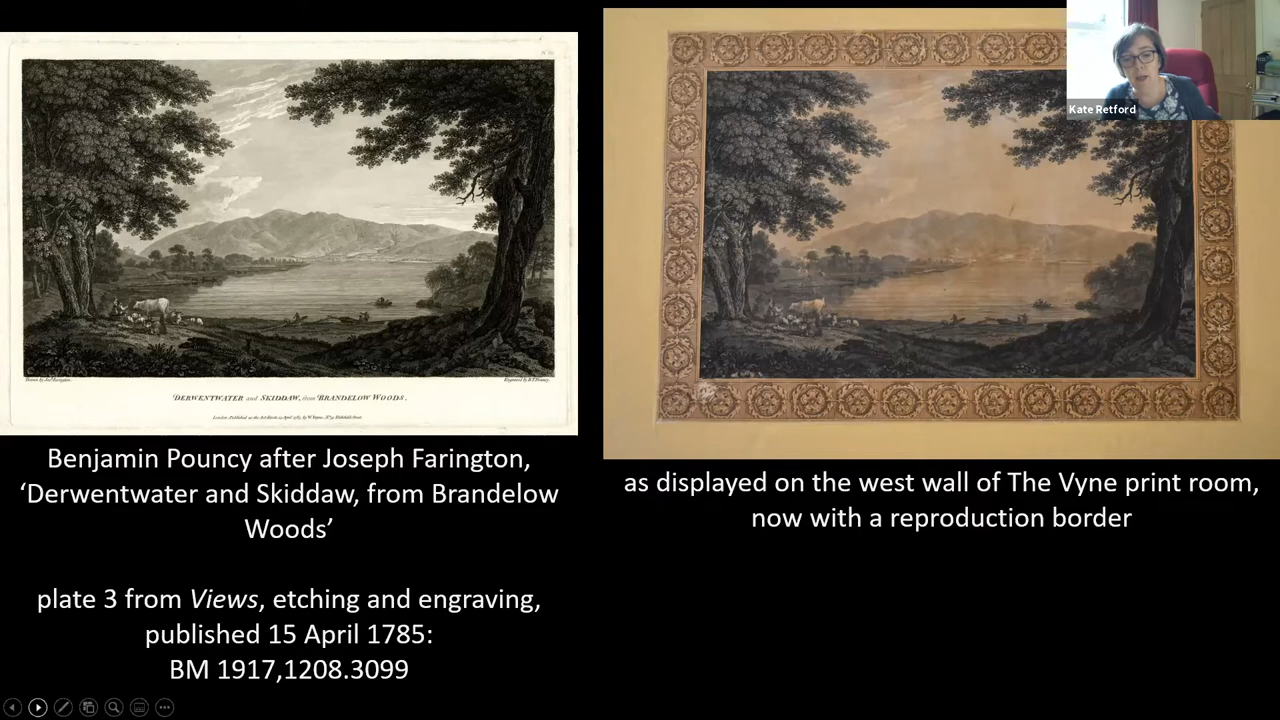 Kate Retford
DERWENTWATER and SKIDDAW, from BRANDELOW WOODS.
Benjamin Pouncy after Joseph Farington,
‘Derwentwater and Skiddaw, from Brandelow
Woods’
plate 3 from Views, etching and engraving,
published 15 April 1785:
BM 1917,1208.3099
as displayed on the west wall of The Vyne print room,
now with a reproduction border